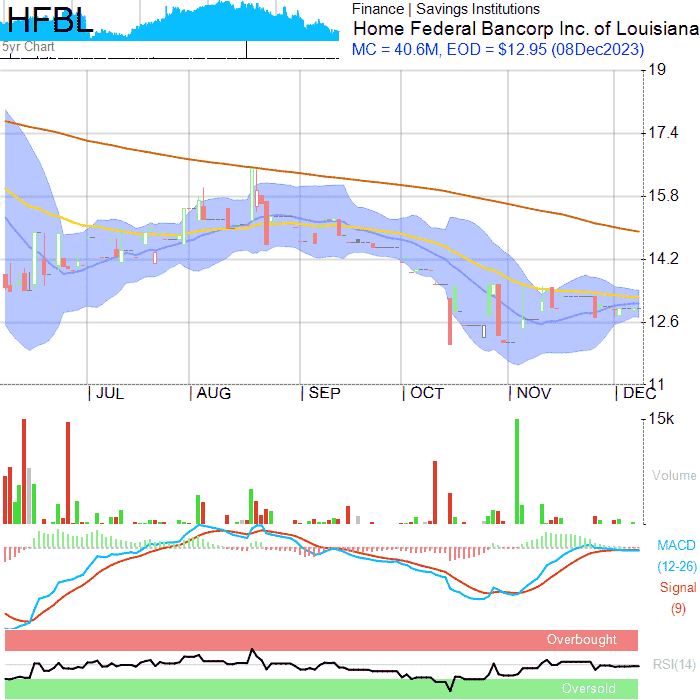 HFBL
Finance | Savings Institutions
Home Federal Bancorp Inc. of Louisiana
MC = 40.6M, EOD = $12.95 (08Dec2023)
5yr Chart
19
17.4
15.8
14.2
12.6
11
JUL AUG SEP OCT NOV DEC
15k
Volume
MACD
(12-26)
Signal
(9)
Overbought
RSI(14)
Oversold